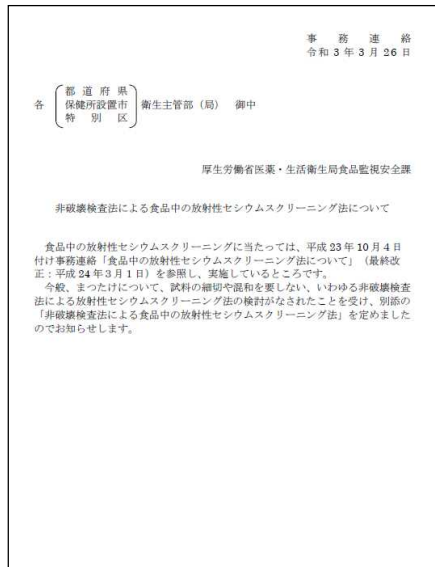 事 務 連 絡
令和3年3月26日
都 道 府 県
各 保健所設置市 衛生主管部（局） 御中
特 別 区
厚生労働省医薬・生活衛生局食品監視安全課
非破壊検査法による食品中の放射性セシウムスクリーニング法について
食品中の放射性セシウムスクリーニングに当たっては、平成23年10月4日
付け事務連絡「食品中の放射性セシウムスクリーニング法について」（最終改
正：平成24年3月1日）を参照し、実施しているところです。
今般、まつたけについて、試料の細切や混和を要しない、いわゆる非破壊検査
法による放射性セシウムスクリーニング法の検討がなされたことを受け、別添の
「非破壊検査法による食品中の放射性セシウムスクリーニング法」を定めました
のでお知らせします。